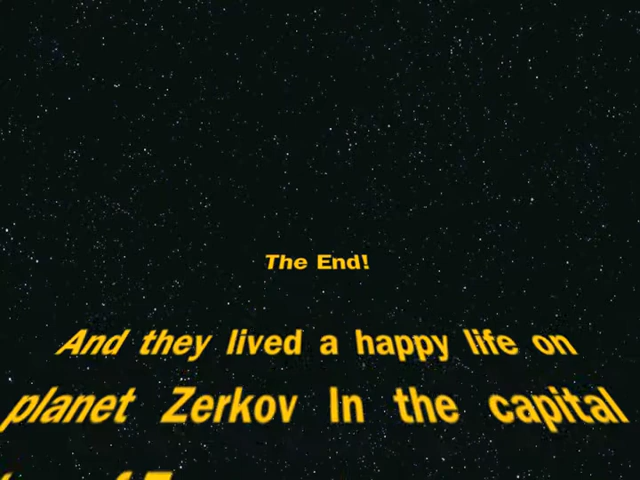 The End!
And they lived a happy life on
planet Zerkov In the capital